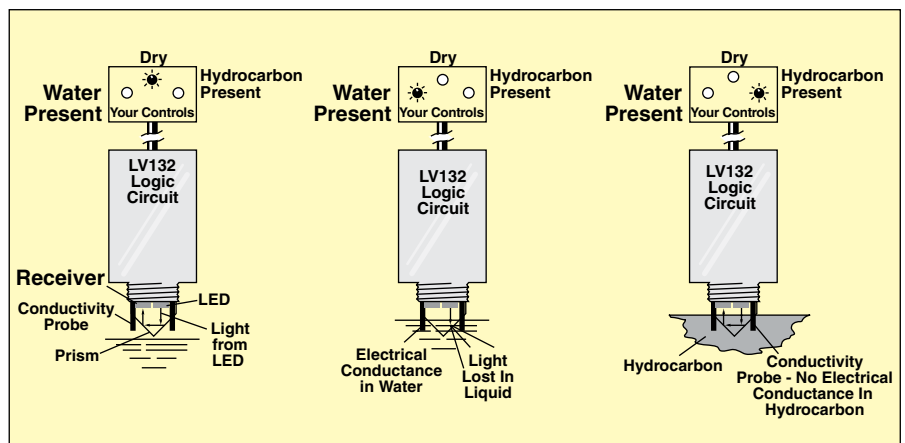 Dry
Hydrocarbon
Present
Water
Present
Your Controls
LV132
Logic
Circuit
Receiver
Conductivity
Probe
Prism
LED
Light
from
LED
Dry
Hydrocarbon
Present
Water
Present
Your Controls
LV132
Logic
Circuit
Electrical
Conductance
in Water
Light
Lost In
Liquid
Dry
Hydrocarbon
Present
Water
Present
Your Controls
LV132
Logic
Circuit
Hydrocarbon
Conductivity
Probe - No Electrical
Conductance In
Hydrocarbon